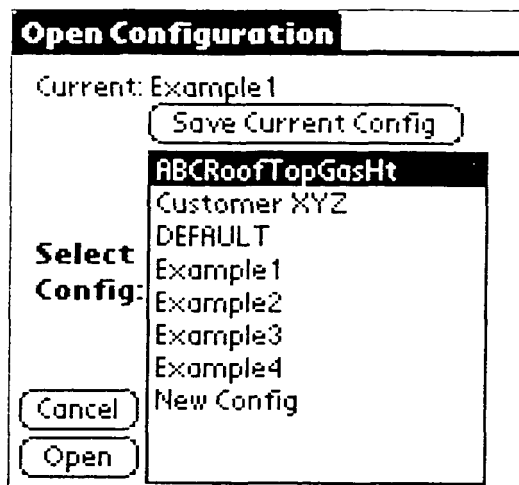 Open Configuration
Current: Example1
Save Current Config
Select Config:
ABCRoofTopGasHt
Customer XYZ
DEFAULT
Example1
Example2
Example3
Example4
New Config
Cancel
Open